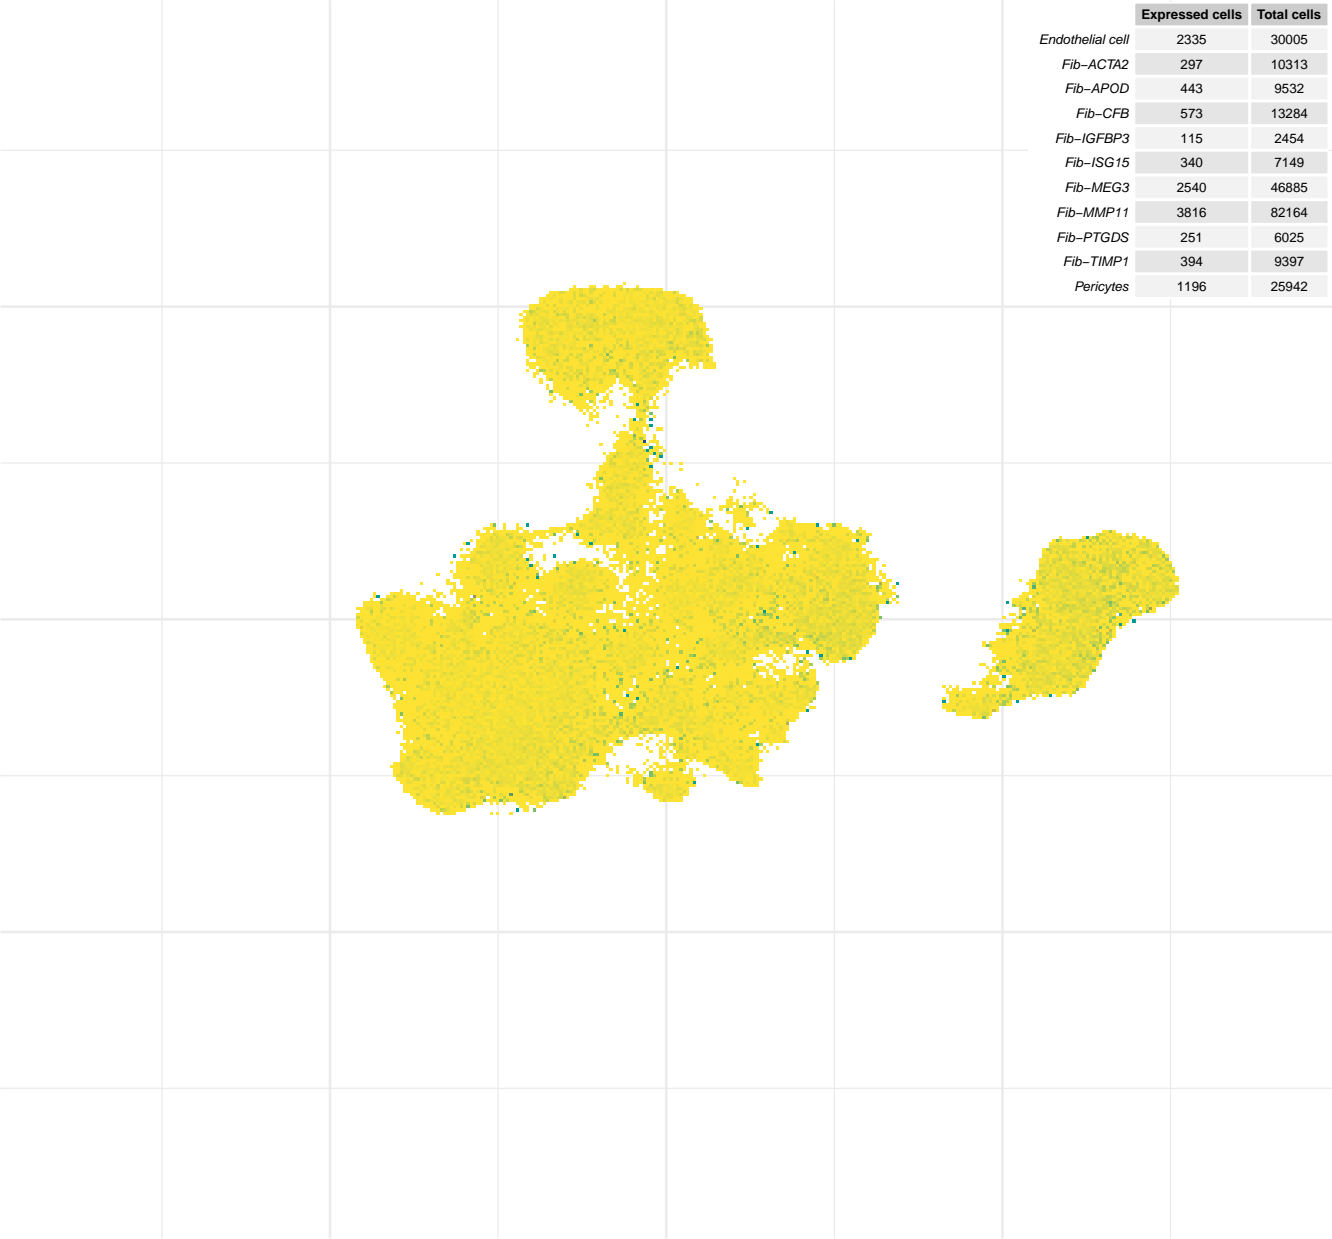 Expressed cells Total cells
Endothelial cell 2335 30005
Fib−ACTA2 297 10313
Fib−APOD 443 9532
Fib−CFB 573 13284
Fib−IGFBP3 115 2454
Fib−ISG15 340 7149
Fib−MEG3 2540 46885
Fib−MMP11 3816 82164
Fib−PTGDS 251 6025
Fib−TIMP1 394 9397
Pericytes 1196 25942